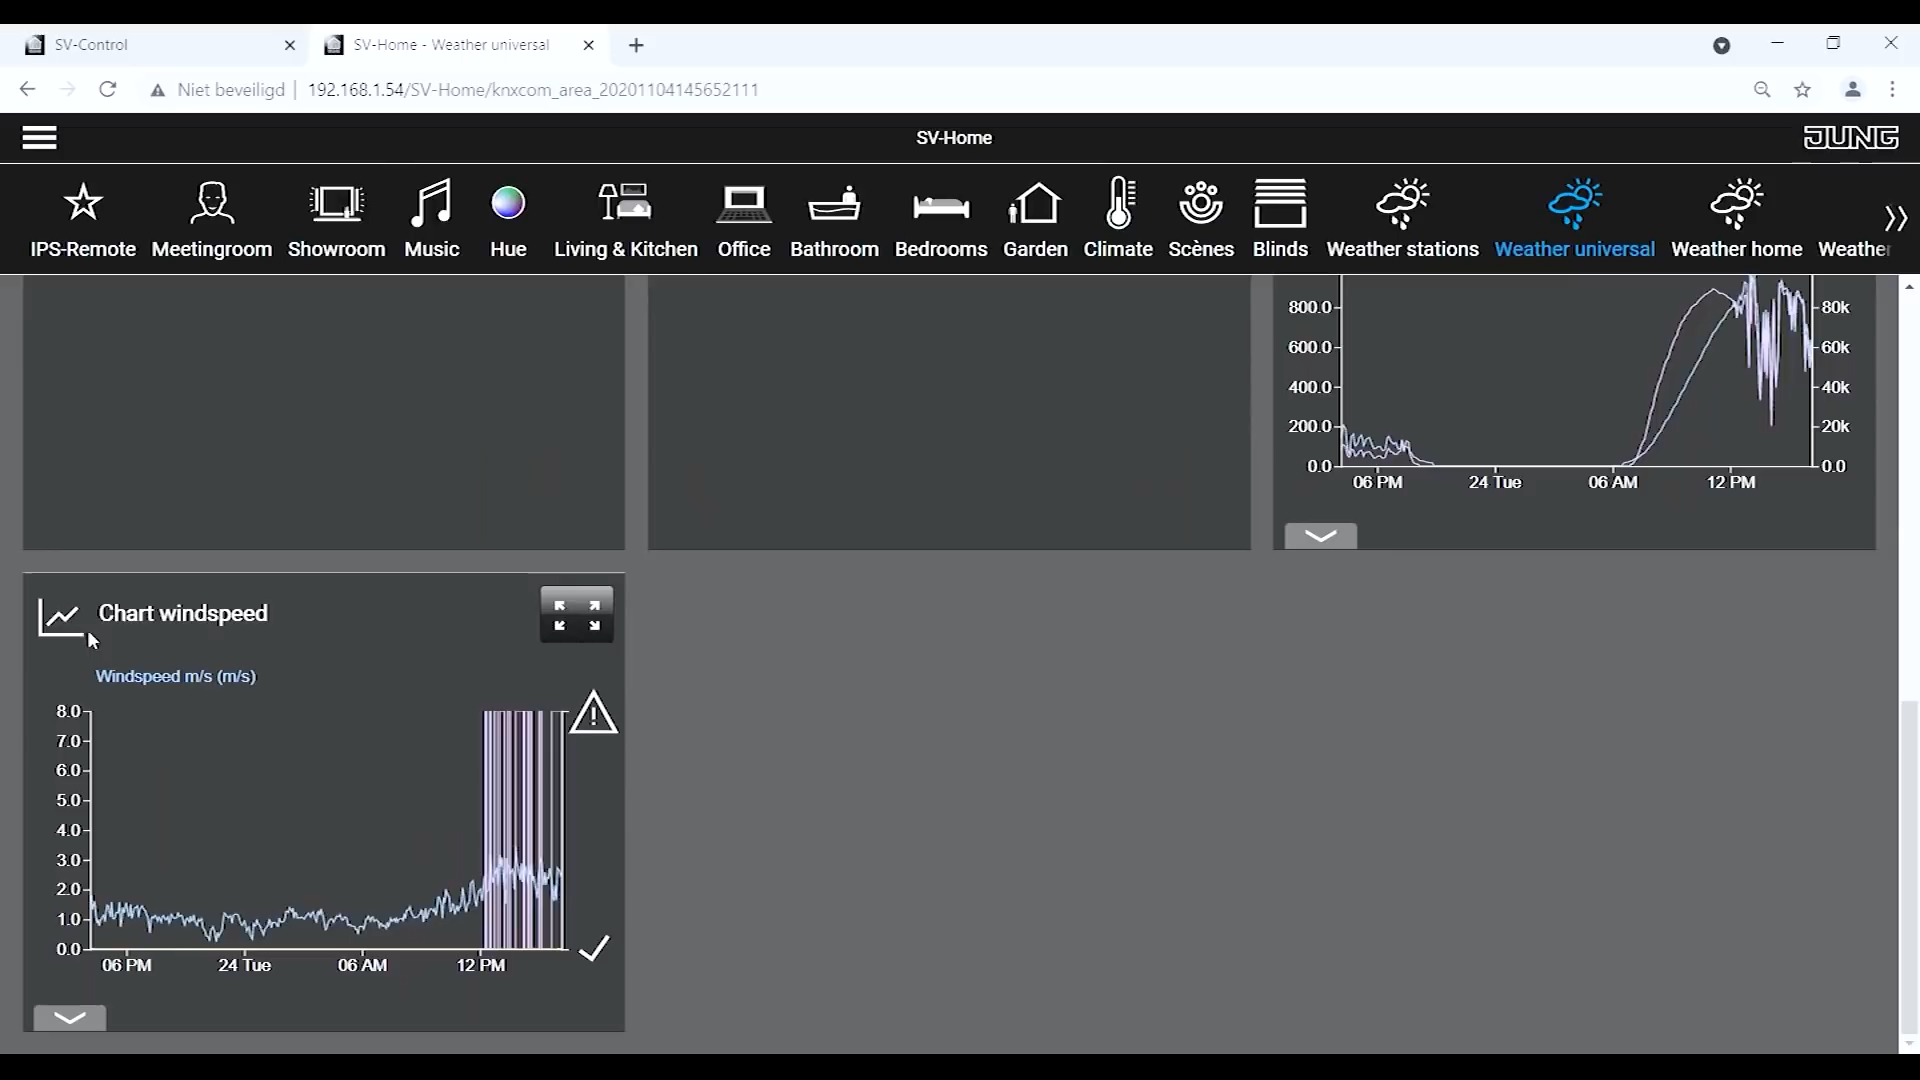 SV-Control
SV-Home - Weather universal
Niet beveiligd
192.168.1.54/SV-Home/knxcom_area_20201104145652111
SV-Home
JUNG
IPS-Remote
Meetingroom
Showroom
Music
Hue
Living & Kitchen
Office
Bathroom
Bedrooms
Garden
Climate
Scènes
Blinds
Weather stations
Weather universal
Weather home
Weather
800.0
600.0
400.0
200.0
0.0
80k
60k
40k
20k
0.0
06 PM
24 Tue
06 AM
12 PM
Chart windspeed
Windspeed m/s (m/s)
8.0
7.0
6.0
5.0
4.0
3.0
2.0
1.0
0.0
06 PM
24 Tue
06 AM
12 PM